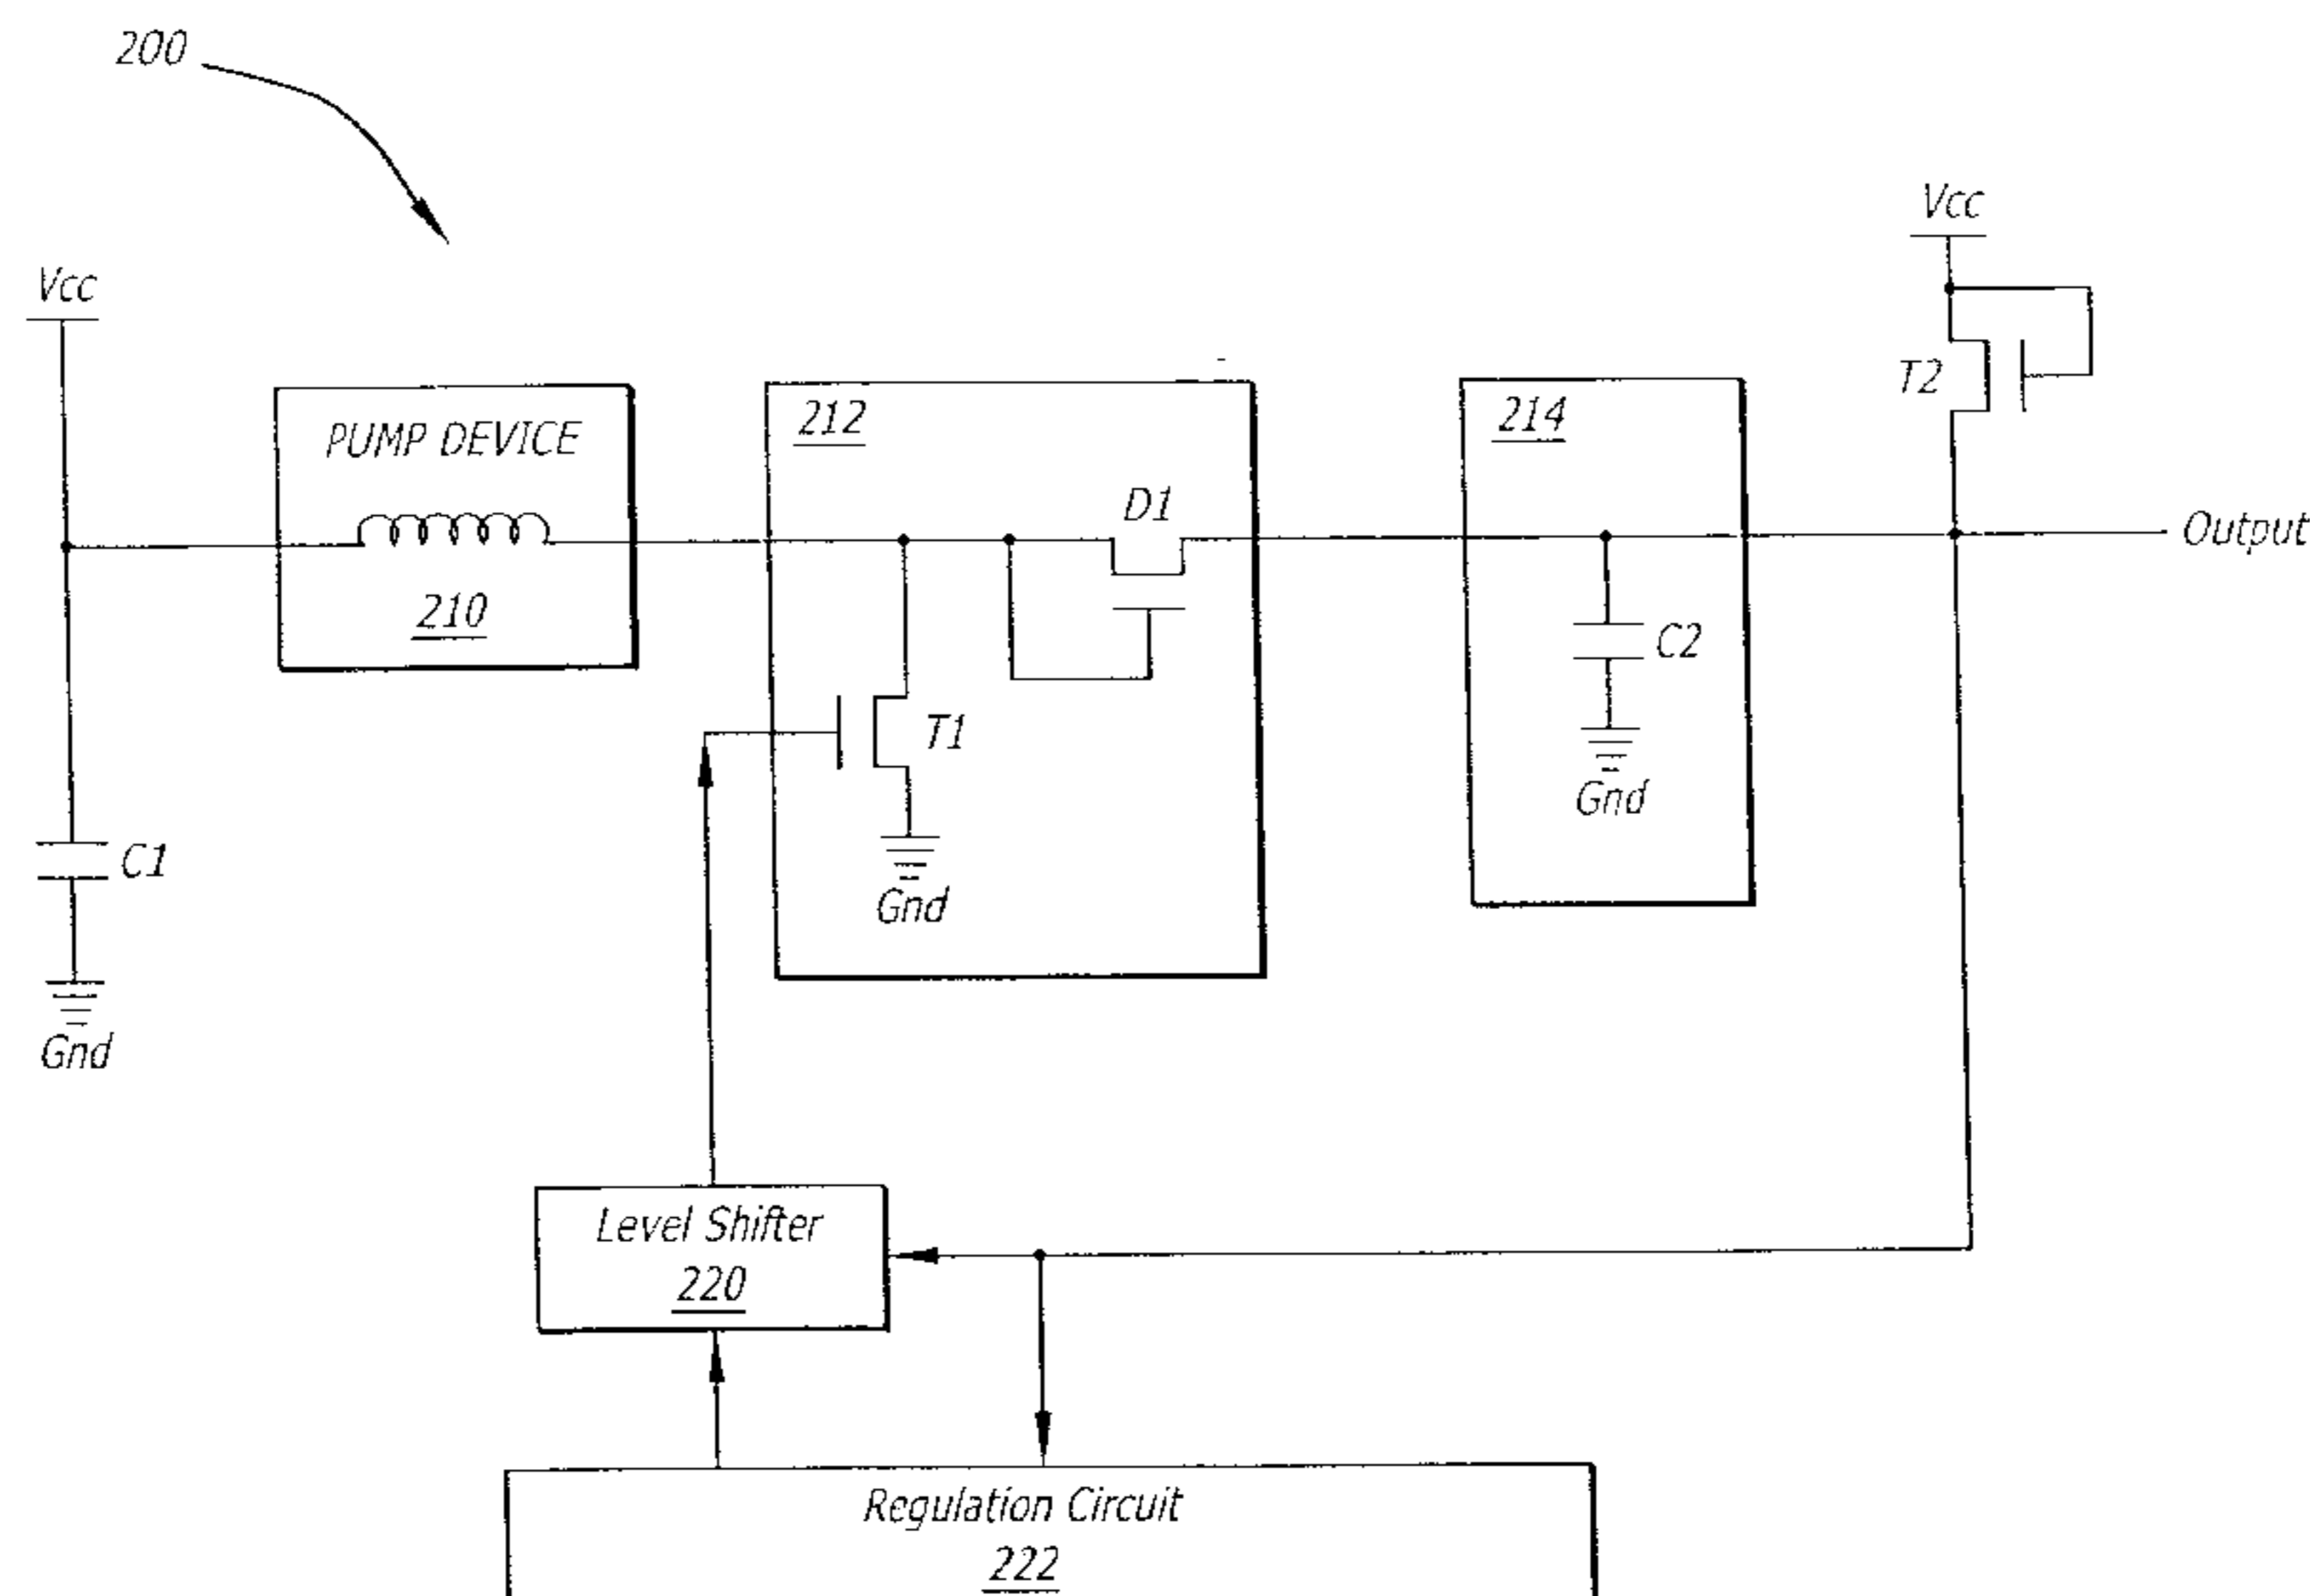 200
Vcc
Vcc
PUMP DEVICE
212
214
T2
D1
Output
210
C2
T1
Gnd
C1
Gnd
Gnd
Level Shifter
220
Regulation Circuit
222